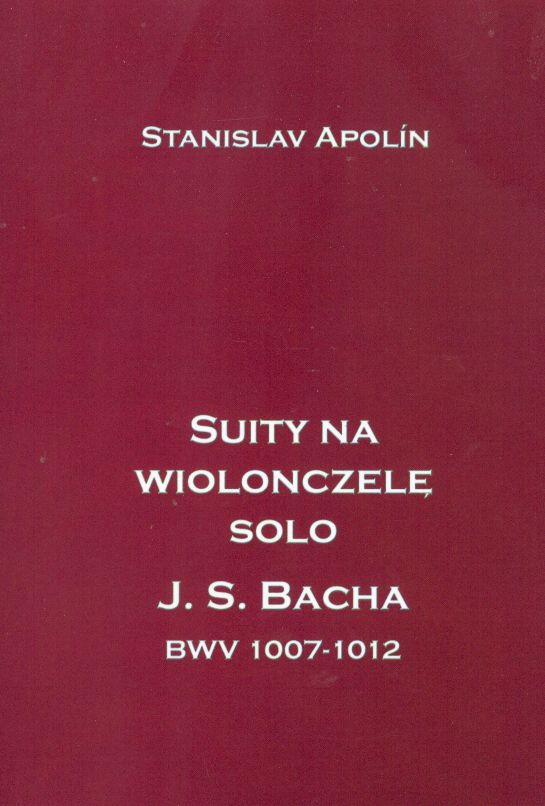 Stanislav Apolín
Suity na
wiolonczelę
solo
J. S. Bacha
BWV 1007-1012